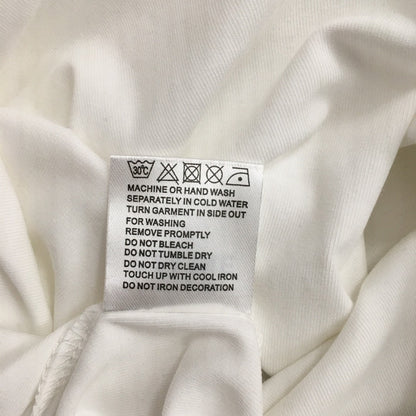 30°C
MACHINE OR HAND WASH
SEPARATELY IN COLD WATER
TURN GARMENT IN SIDE OUT
FOR WASHING
REMOVE PROMPTLY
DO NOT BLEACH
DO NOT TUMBLE DRY
DO NOT DRY CLEAN
TOUCH UP WITH COOL IRON
DO NOT IRON DECORATION